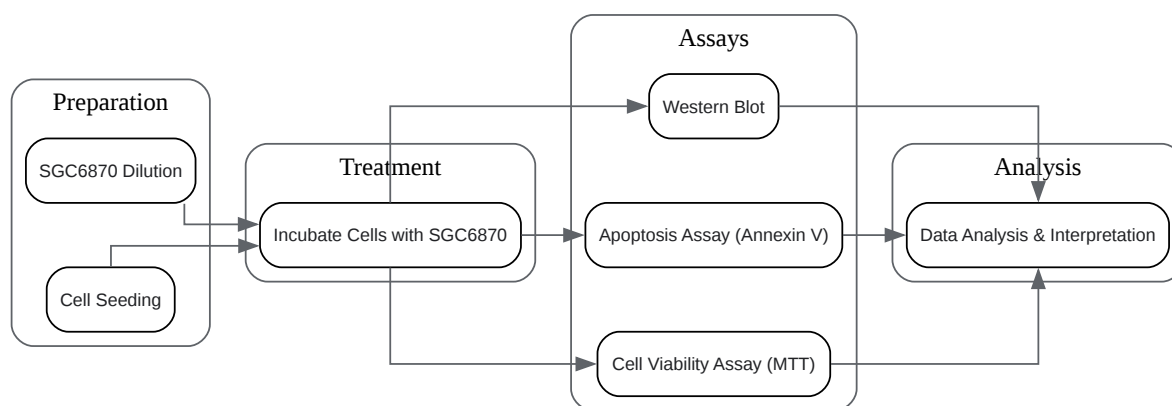 Preparation
SGC6870 Dilution
Cell Seeding
Treatment
Incubate Cells with SGC6870
Assays
Western Blot
Apoptosis Assay (Annexin V)
Cell Viability Assay (MTT)
Analysis
Data Analysis & Interpretation